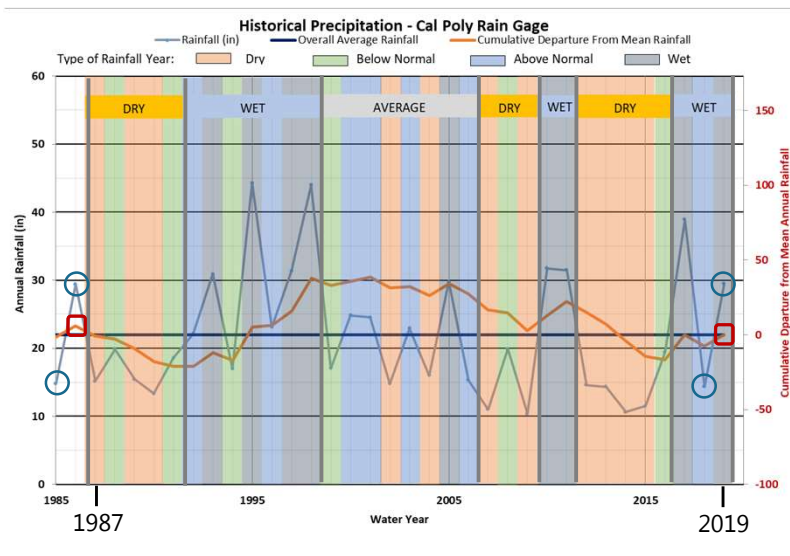 Historical Precipitation - Cal Poly Rain Gage
Rainfall (in) Overall Average Rainfall Cumulative Departure From Mean Rainfall
Type of Rainfall Year: Dry Below Normal Above Normal Wet
60
50
40
30
20
10
0
Annual Rainfall (in)
DRY WET AVERAGE DRY WET DRY WET
150
100
50
0
-50
-100
Cumulative Dparture from Mean Annual Rainfall
1985 1995 2005 2015
1987 2019
Water Year